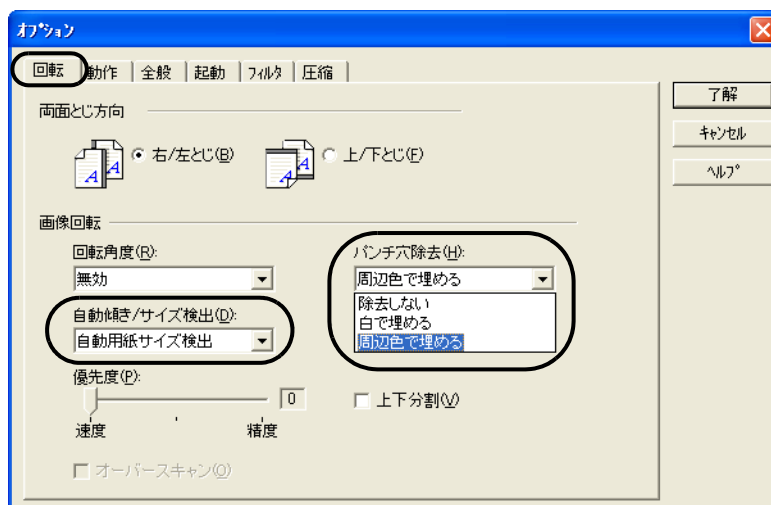 オプション
回転 動作 全般 起動 フィルタ 圧縮
了解
両面とじ方向
キャンセル
右/左とじ(B) 上/下とじ(F)
ヘルプ
画像回転
回転角度(R): パンチ穴除去(H):
無効 周辺色で埋める
除去しない
自動傾き/サイズ検出(D): 白で埋める
自動用紙サイズ検出 周辺色で埋める
優先度(P):
0 上下分割(V)
速度 精度
オーバースキャン(O)